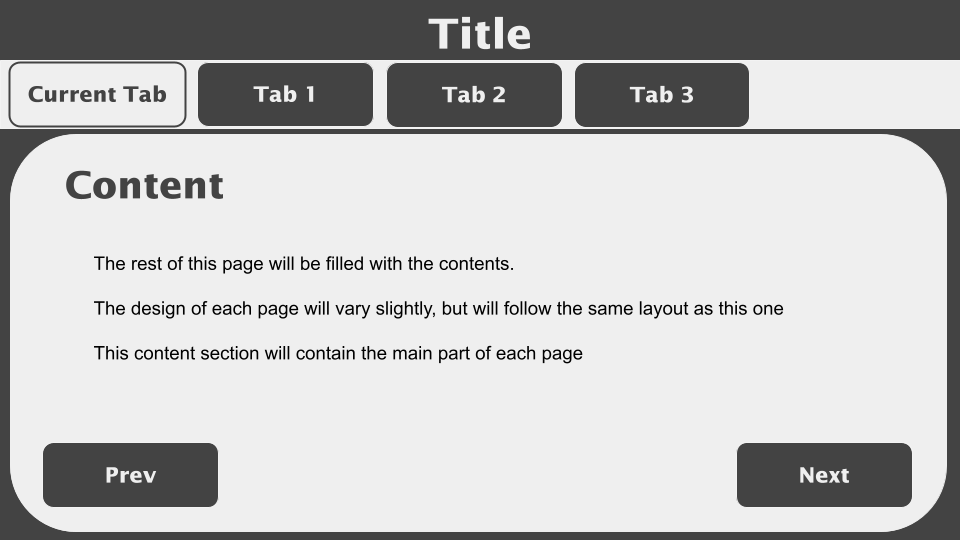 Title
Current Tab
Tab 1
Tab 2
Tab 3
Content
The rest of this page will be filled with the contents.
The design of each page will vary slightly, but will follow the same layout as this one
This content section will contain the main part of each page
Prev
Next